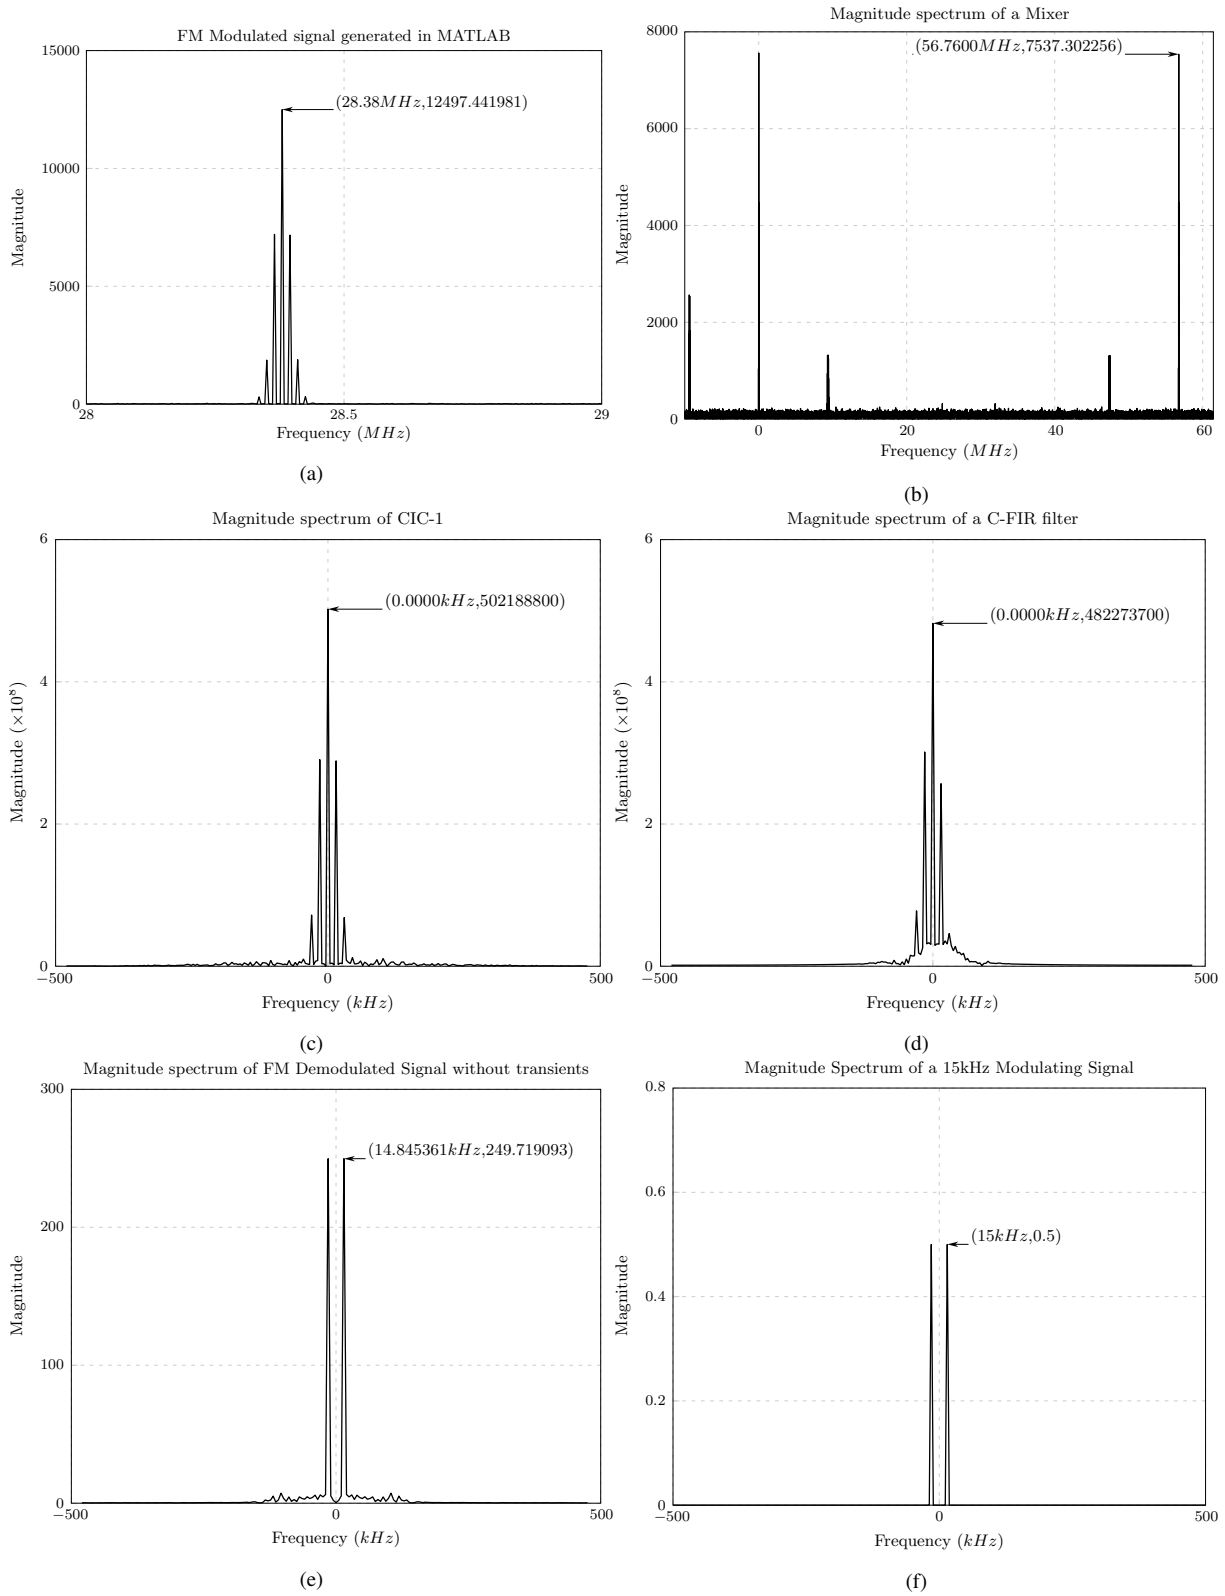 FM Modulated signal generated in MATLAB
15000
(28.38MHz,12497.441981)
10000
Magnitude
5000
0
28
28.5
29
Frequency (MHz)
(a)
Magnitude spectrum of a Mixer
8000
(56.7600MHz,7537.302256)
6000
Magnitude
4000
2000
0
0
20
40
60
Frequency (MHz)
(b)
Magnitude spectrum of CIC-1
6
(0.0000kHz,502188800)
4
Magnitude (×10⁸)
2
0
−500
0
500
Frequency (kHz)
(c)
Magnitude spectrum of a C-FIR filter
6
(0.0000kHz,482273700)
4
Magnitude (×10⁸)
2
0
−500
0
500
Frequency (kHz)
(d)
Magnitude spectrum of FM Demodulated Signal without transients
300
(14.845361kHz,249.719093)
200
Magnitude
100
0
−500
0
500
Frequency (kHz)
(e)
Magnitude Spectrum of a 15kHz Modulating Signal
0.8
0.6
(15kHz,0.5)
Magnitude
0.4
0.2
0
−500
0
500
Frequency (kHz)
(f)